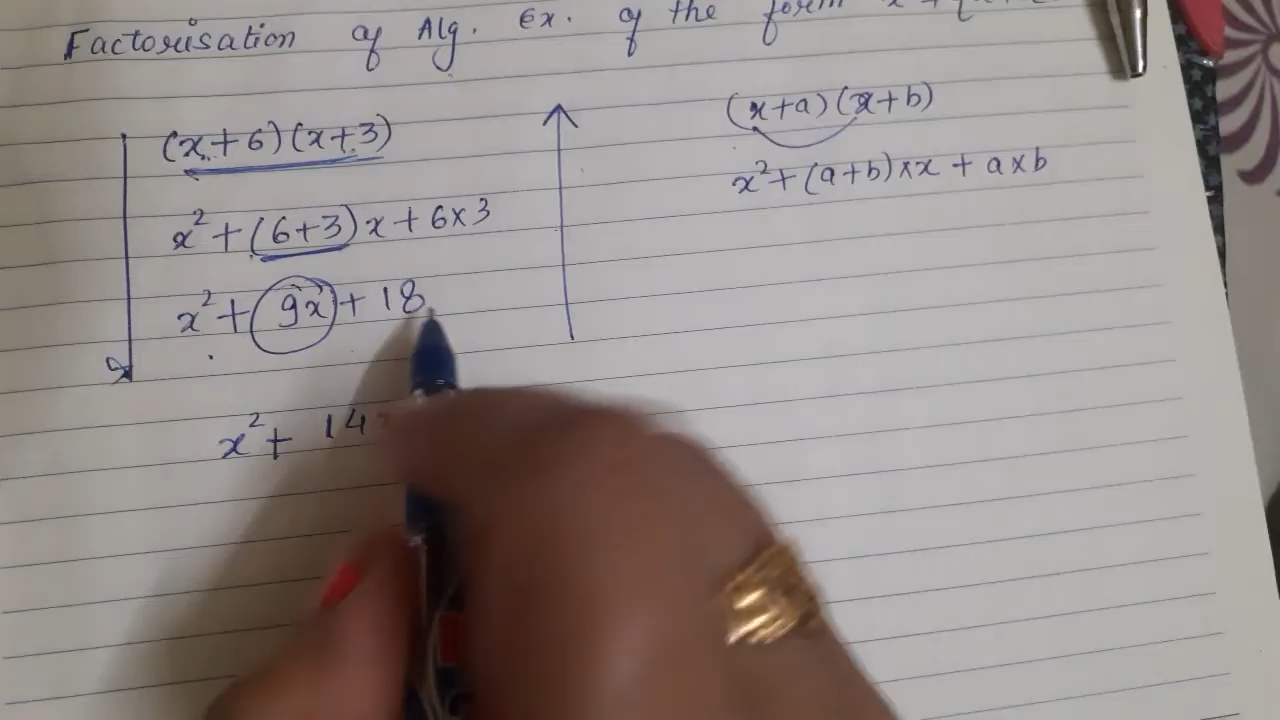 Factorisation of Alg. Ex. of the form
(x+6)(x+3)
x² + (6+3)x + 6×3
x² + 9x + 18
x² + 14
(x+a)(x+b)
x² + (a+b)×x + a×b